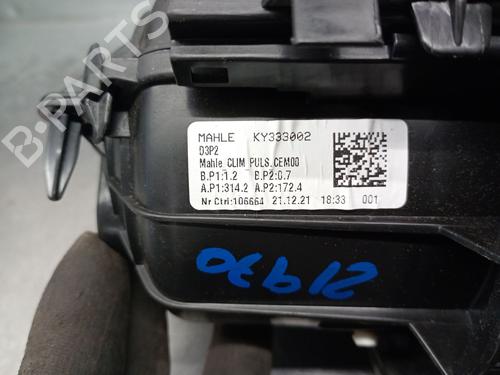 B-PARTS
MAHLE KY333002
D3P2
Mahle CLIM PULS.CEM00
B.P1:1.2 B.P2:0.7
A.P1:314.2 A.P2:172.4
Nr Ctrl:106664 21.12.21 18:33 001